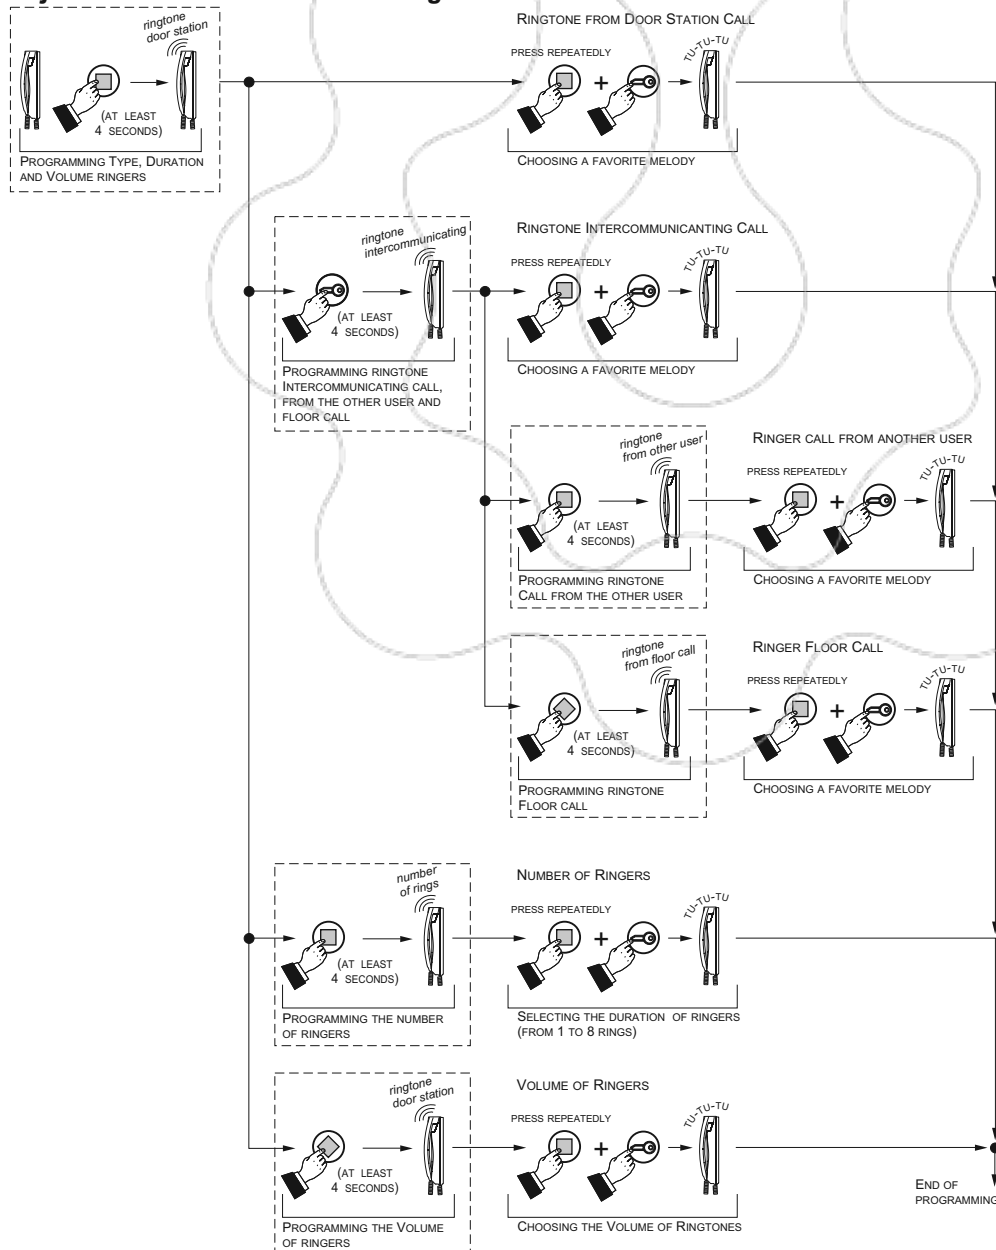 ringtone
door station
RINGTONE FROM DOOR STATION CALL
PRESS REPEATEDLY
TU-TU-TU
+
(AT LEAST
4 SECONDS)
PROGRAMMING TYPE, DURATION
AND VOLUME RINGERS
CHOOSING A FAVORITE MELODY
ringtone
intercommunicating
RINGTONE INTERCOMMUNICANTING CALL
PRESS REPEATEDLY
TU-TU-TU
+
(AT LEAST
4 SECONDS)
PROGRAMMING RINGTONE
INTERCOMMUNICATING CALL,
FROM THE OTHER USER AND
FLOOR CALL
CHOOSING A FAVORITE MELODY
ringtone
from other user
RINGER CALL FROM ANOTHER USER
PRESS REPEATEDLY
TU-TU-TU
+
(AT LEAST
4 SECONDS)
PROGRAMMING RINGTONE
CALL FROM THE OTHER USER
CHOOSING A FAVORITE MELODY
ringtone
from floor call
RINGER FLOOR CALL
PRESS REPEATEDLY
TU-TU-TU
+
(AT LEAST
4 SECONDS)
PROGRAMMING RINGTONE
FLOOR CALL
CHOOSING A FAVORITE MELODY
number
of rings
NUMBER OF RINGERS
PRESS REPEATEDLY
TU-TU-TU
+
(AT LEAST
4 SECONDS)
PROGRAMMING THE NUMBER
OF RINGERS
SELECTING THE DURATION OF RINGERS
(FROM 1 TO 8 RINGS)
ringtone
door station
VOLUME OF RINGERS
PRESS REPEATEDLY
TU-TU-TU
+
(AT LEAST
4 SECONDS)
PROGRAMMING THE VOLUME
OF RINGERS
CHOOSING THE VOLUME OF RINGTONES
END OF
PROGRAMMING